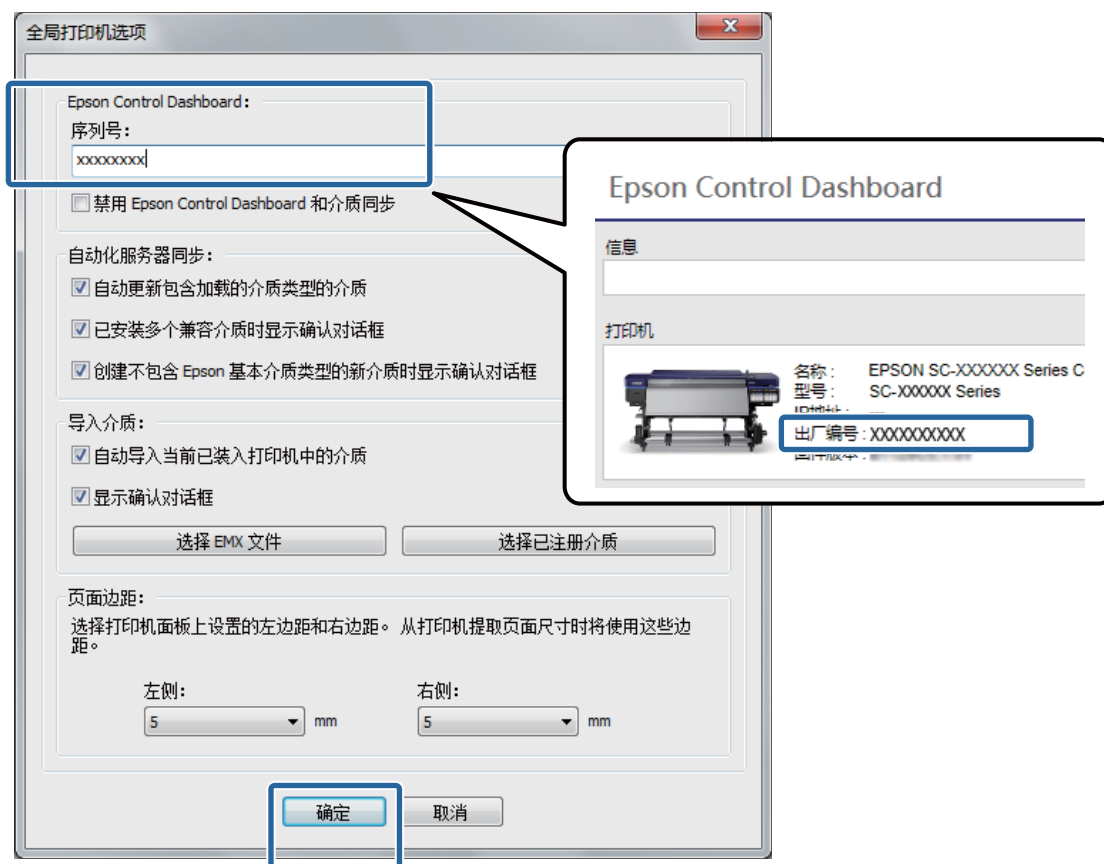 全局打印机选项
Epson Control Dashboard：
序列号：
xxxxxxxx
禁用 Epson Control Dashboard 和介质同步
自动化服务器同步：
自动更新包含加载的介质类型的介质
已安装多个兼容介质时显示确认对话框
创建不包含 Epson 基本介质类型的新介质时显示确认对话框
导入介质：
自动导入当前已装入打印机中的介质
显示确认对话框
选择 EMX 文件
选择已注册介质
页面边距：
选择打印机面板上设置的左边距和右边距。 从打印机提取页面尺寸时将使用这些边
距。
左侧：
右侧：
5 mm
5 mm
确定
取消
Epson Control Dashboard
信息
打印机
名称： EPSON SC-XXXXXX Series C
型号： SC-XXXXXX Series
出厂编号：XXXXXXXXXX